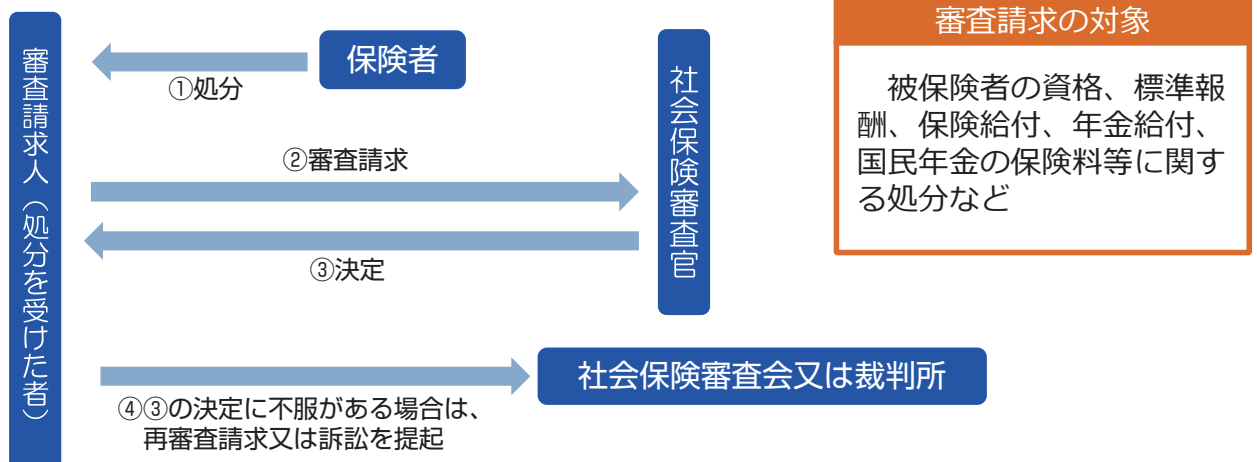 審査請求人（処分を受けた者）
保険者
①処分
②審査請求
③決定
社会保険審査官
④③の決定に不服がある場合は、
再審査請求又は訴訟を提起
社会保険審査会又は裁判所
審査請求の対象
被保険者の資格、標準報
酬、保険給付、年金給付、
国民年金の保険料等に関す
る処分など